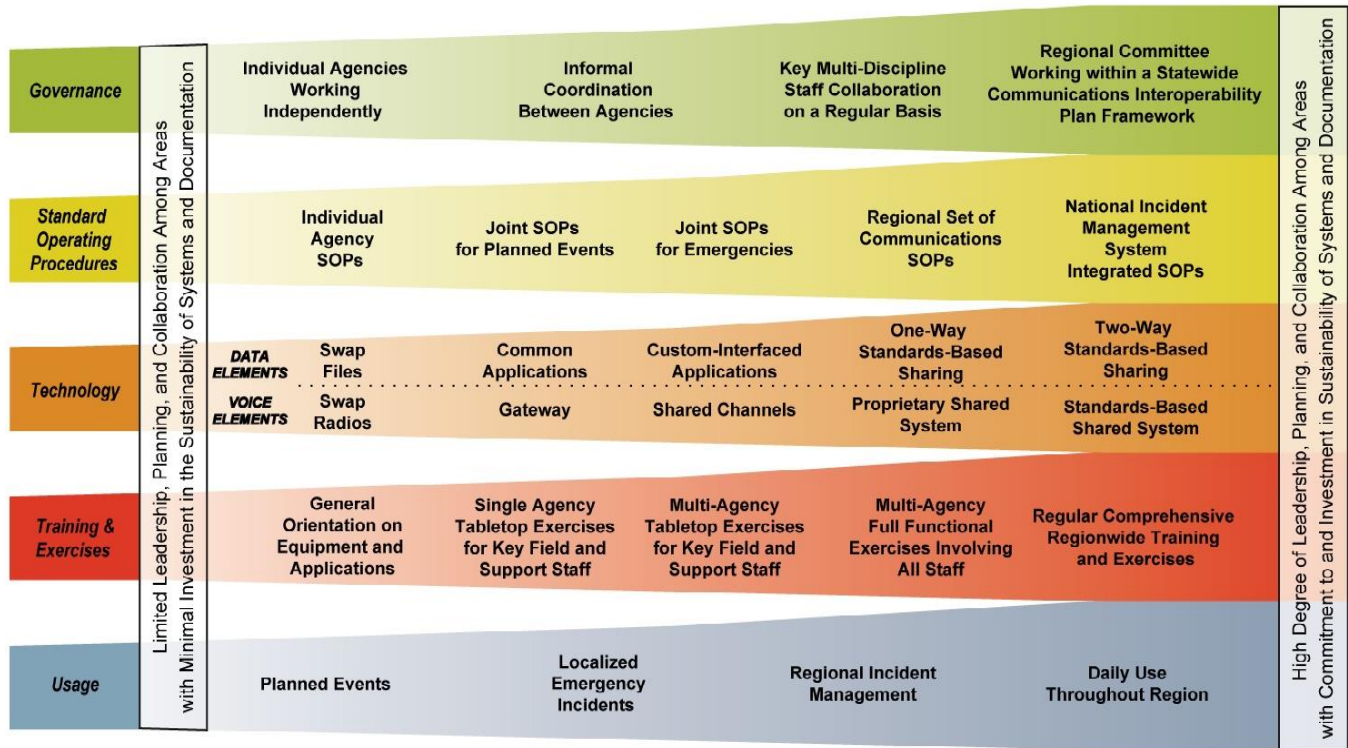 Limited Leadership, Planning, and Collaboration Among Areas
with Minimal Investment in the Sustainability of Systems and Documentation
Governance
Individual Agencies
Working
Independently
Informal
Coordination
Between Agencies
Key Multi-Discipline
Staff Collaboration
on a Regular Basis
Regional Committee
Working within a Statewide
Communications Interoperability
Plan Framework
Standard
Operating
Procedures
Individual
Agency
SOPs
Joint SOPs
for Planned Events
Joint SOPs
for Emergencies
Regional Set of
Communications
SOPs
National Incident
Management
System
Integrated SOPs
Technology
DATA
ELEMENTS
Swap
Files
Common
Applications
Custom-Interfaced
Applications
One-Way
Standards-Based
Sharing
Two-Way
Standards-Based
Sharing
VOICE
ELEMENTS
Swap
Radios
Gateway
Shared Channels
Proprietary Shared
System
Standards-Based
Shared System
Training &
Exercises
General
Orientation on
Equipment and
Applications
Single Agency
Tabletop Exercises
for Key Field and
Support Staff
Multi-Agency
Tabletop Exercises
for Key Field and
Support Staff
Multi-Agency
Full Functional
Exercises Involving
All Staff
Regular Comprehensive
Regionwide Training
and Exercises
Usage
Planned Events
Localized
Emergency
Incidents
Regional Incident
Management
Daily Use
Throughout Region
High Degree of Leadership, Planning, and Collaboration Among Areas
with Commitment to and Investment in Sustainability of Systems and Documentation